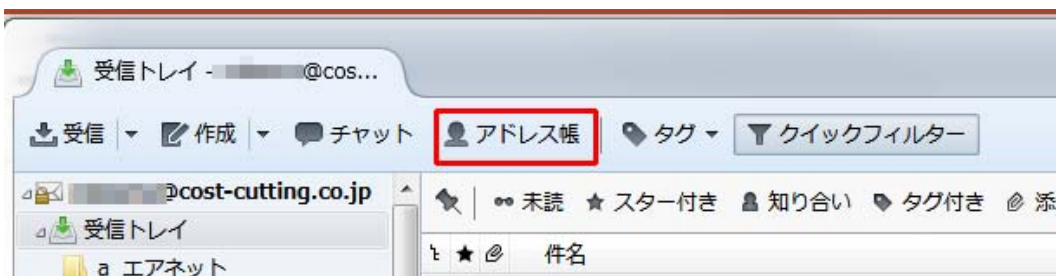 受信トレイ - @cos...
受信 作成 チャット アドレス帳 タグ クイックフィルター
@cost-cutting.co.jp
未読 スター付き 知り合い タグ付き 添
受信トレイ
件名
a_エアネット